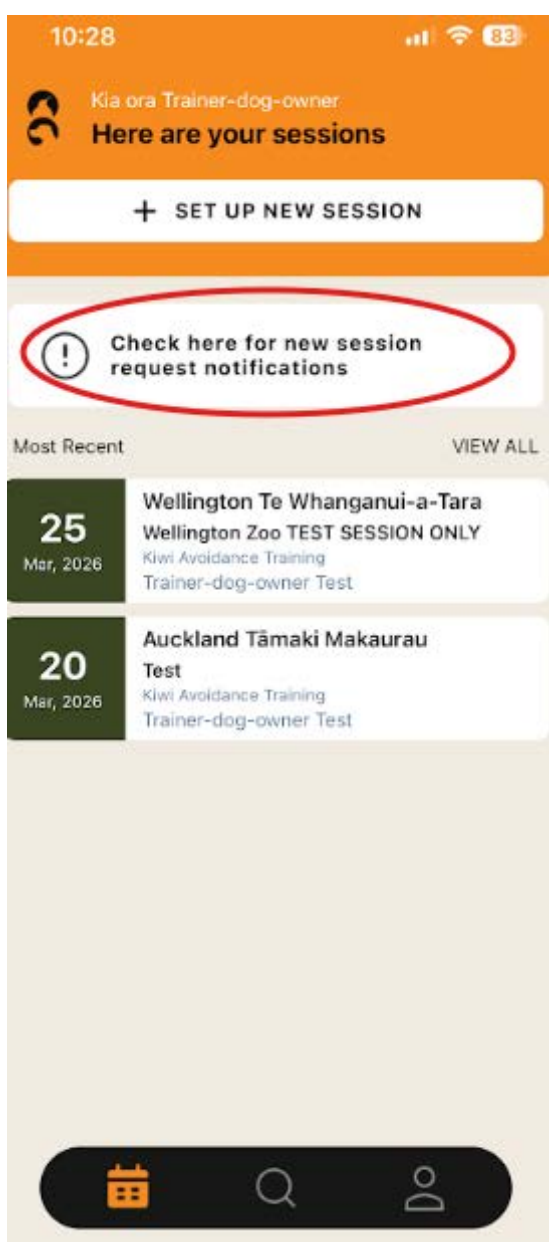 10:28
83
Kia ora Trainer-dog-owner
Here are your sessions
+ SET UP NEW SESSION
Check here for new session
request notifications
Most Recent
VIEW ALL
25
Mar, 2026
Wellington Te Whanganui-a-Tara
Wellington Zoo TEST SESSION ONLY
Kiwi Avoidance Training
Trainer-dog-owner Test
20
Mar, 2026
Auckland Tāmaki Makaurau
Test
Kiwi Avoidance Training
Trainer-dog-owner Test